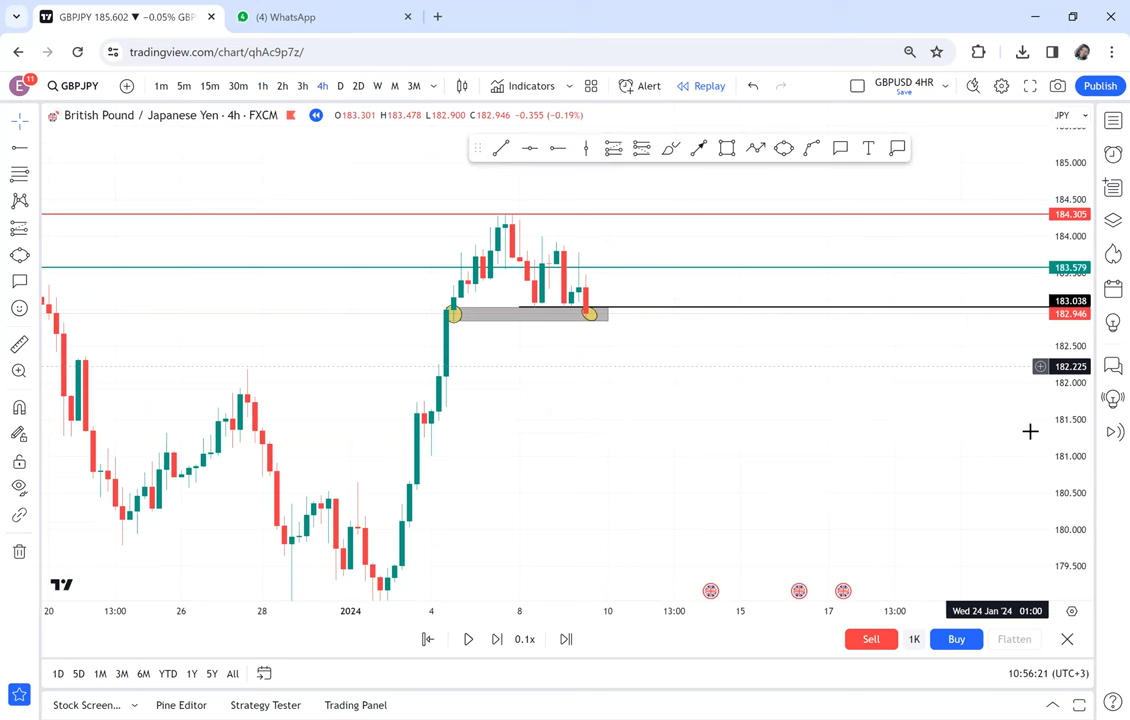 GBPJPY 185.602 ▼ −0.05% GBP
(4) WhatsApp
tradingview.com/chart/qhAc9p7z/
E 11 GBPJPY 1m 5m 15m 30m 1h 2h 3h 4h D 2D W M 3M Indicators Alert Replay GBPUSD 4HR Save Publish
British Pound / Japanese Yen · 4h · FXCM O183.301 H183.478 L182.900 C182.946 −0.355 (−0.19%) JPY
185.000
184.500
184.305
184.000
183.579
183.038
182.946
182.500
182.225
182.000
181.500
181.000
180.500
180.000
179.500
20 13:00 26 28 2024 4 8 10 13:00 15 17 13:00 Wed 24 Jan '24 01:00
0.1x Sell 1K Buy Flatten
1D 5D 1M 3M 6M YTD 1Y 5Y All 10:56:21 (UTC+3)
Stock Screen... Pine Editor Strategy Tester Trading Panel